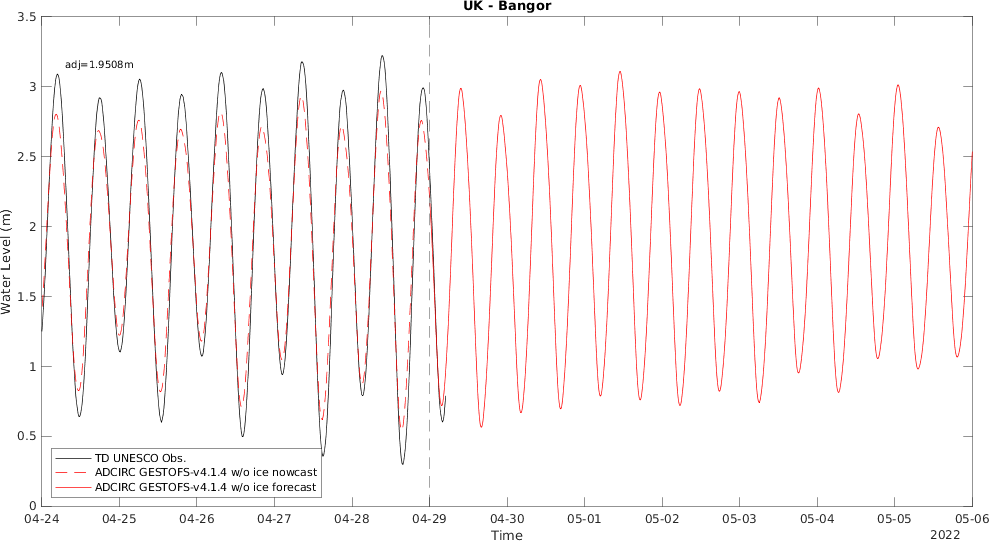 UK - Bangor
adj=1.9508m
3.5
3
2.5
2
1.5
1
0.5
0
Water Level (m)
TD UNESCO Obs.
ADCIRC GESTOFS-v4.1.4 w/o ice nowcast
ADCIRC GESTOFS-v4.1.4 w/o ice forecast
04-24 04-25 04-26 04-27 04-28 04-29 04-30 05-01 05-02 05-03 05-04 05-05 05-06
Time
2022